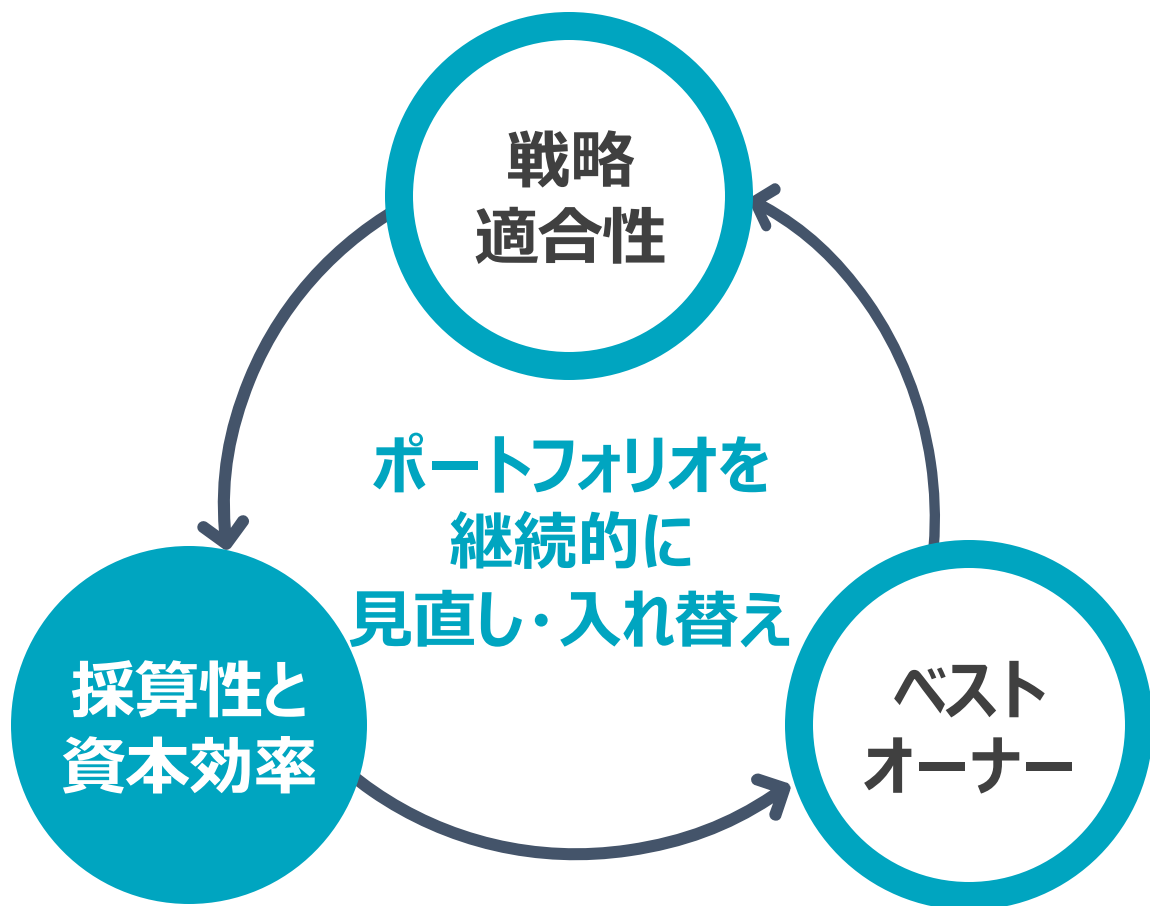 戦略
適合性
ポートフォリオを
継続的に
見直し・入れ替え
採算性と
資本効率
ベスト
オーナー